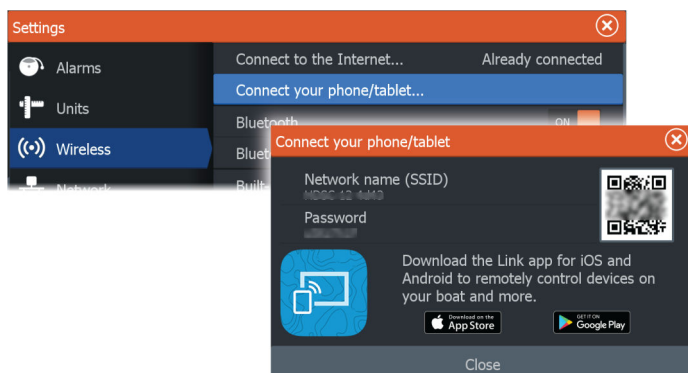 Settings
Alarms
Units
Wireless
Network
Connect to the Internet... Already connected
Connect your phone/tablet...
Bluetooth ON
Connect your phone/tablet
Network name (SSID)
Password
Download the Link app for iOS and
Android to remotely control devices on
your boat and more.
Download on the
App Store
GET IT ON
Google Play
Close